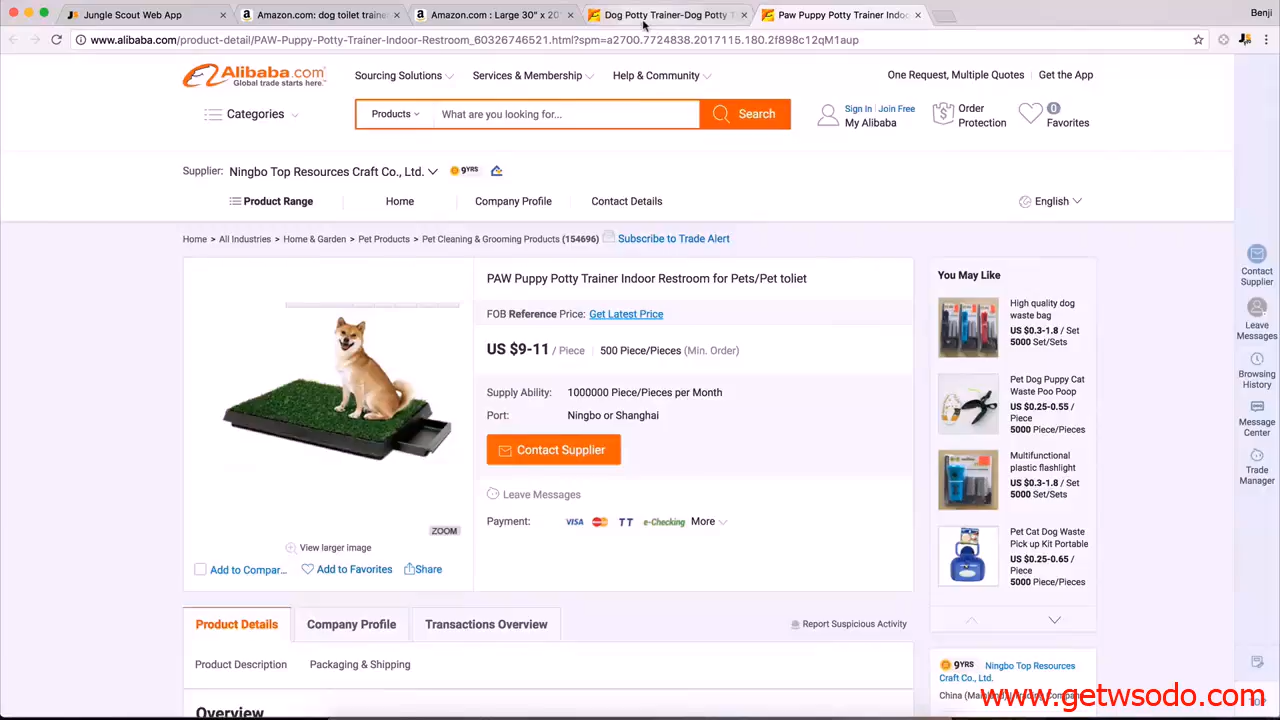 Jungle Scout Web App
Amazon.com: dog toilet traine
Amazon.com : Large 30" x 20
Dog Potty Trainer-Dog Potty T
Paw Puppy Potty Trainer Indoo
Benji
www.alibaba.com/product-detail/PAW-Puppy-Potty-Trainer-Indoor-Restroom_60326746521.html?spm=a2700.7724838.2017115.180.2f898c12qM1aup
Alibaba.com
Global trade starts here.
Sourcing Solutions
Services & Membership
Help & Community
One Request, Multiple Quotes
Get the App
Categories
Products
What are you looking for...
Search
Sign In
Join Free
My Alibaba
Order
Protection
0
Favorites
Supplier:
Ningbo Top Resources Craft Co., Ltd.
9YRS
Product Range
Home
Company Profile
Contact Details
English
Home > All Industries > Home & Garden > Pet Products > Pet Cleaning & Grooming Products (154696)
Subscribe to Trade Alert
PAW Puppy Potty Trainer Indoor Restroom for Pets/Pet toliet
FOB Reference Price: Get Latest Price
US $9-11 / Piece
500 Piece/Pieces (Min. Order)
Supply Ability: 1000000 Piece/Pieces per Month
Port: Ningbo or Shanghai
Contact Supplier
Leave Messages
Payment:
VISA
T T
e-Checking
More
ZOOM
View larger image
Add to Compar...
Add to Favorites
Share
You May Like
High quality dog
waste bag
US $0.3-1.8 / Set
5000 Set/Sets
Pet Dog Puppy Cat
Waste Poo Poop
US $0.25-0.55 /
Piece
5000 Piece/Pieces
Multifunctional
plastic flashlight
US $0.3-1.8 / Set
5000 Set/Sets
Pet Cat Dog Waste
Pick up Kit Portable
US $0.25-0.65 /
Piece
5000 Piece/Pieces
Contact
Supplier
Leave
Messages
Browsing
History
Message
Center
Trade
Manager
Product Details
Company Profile
Transactions Overview
Report Suspicious Activity
Product Description
Packaging & Shipping
Overview
9YRS
Ningbo Top Resources
Craft Co., Ltd.
China (Mainland)
www.getwsodo.com